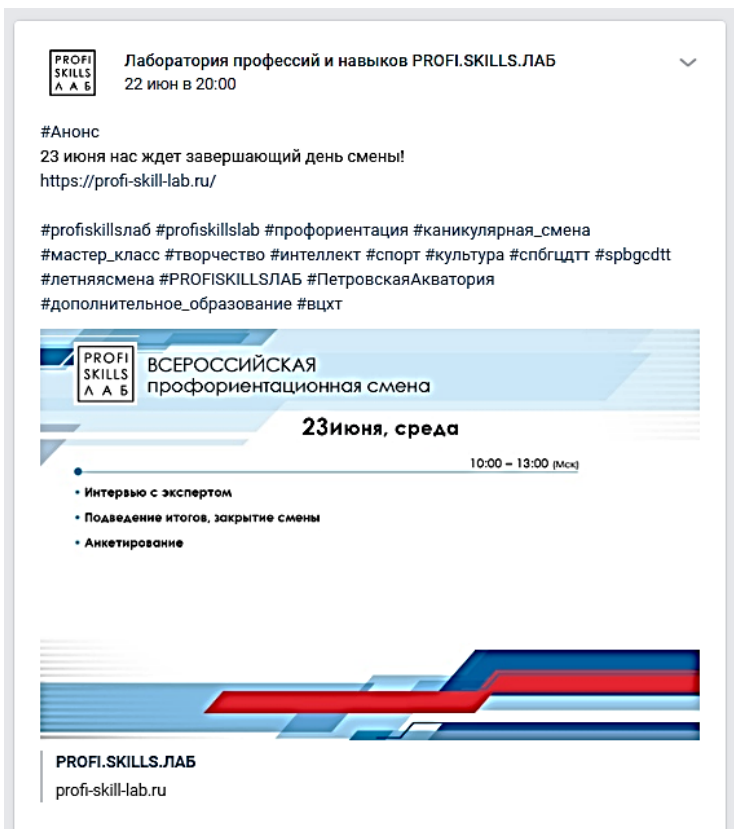 PROFI
SKILLS
ЛАБ
Лаборатория профессий и навыков PROFI.SKILLS.ЛАБ
22 июн в 20:00
#Анонс
23 июня нас ждет завершающий день смены!
https://profi-skill-lab.ru/
#profiskillsлаб #profiskillslab #профориентация #каникулярная_смена
#мастер_класс #творчество #интеллект #спорт #культура #спбгцдтт #spbgcdtt
#летняясмена #PROFISKILLSЛАБ #ПетровскаяАкватория
#дополнительное_образование #вцхт
PROFI
SKILLS
ЛАБ
ВСЕРОССИЙСКАЯ
профориентационная смена
23июня, среда
10:00 – 13:00 (Мск)
• Интервью с экспертом
• Подведение итогов, закрытие смены
• Анкетирование
PROFI.SKILLS.ЛАБ
profi-skill-lab.ru